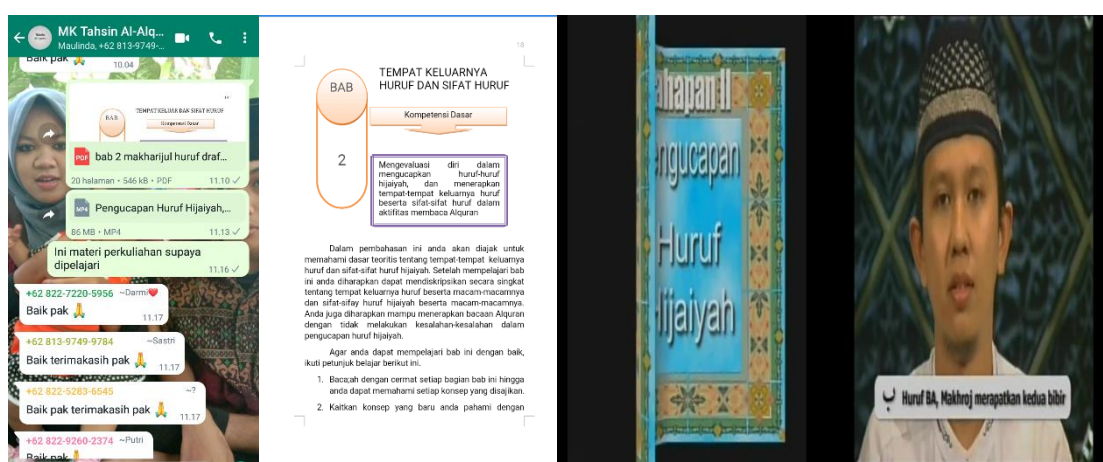 MK Tahsin Al-Alq...
Maulinda, +62 813-9749-...
Baik pak 🙏
10.04
BAB
TEMPAT KELUAR DAN SIFAT HURUF
Kompetensi Dasar
PDF
bab 2 makharijul huruf draf...
20 halaman • 546 kB • PDF 11.10
MP4
Pengucapan Huruf Hijaiyah,...
86 MB • MP4 11.13
Ini materi perkuliahan supaya
dipelajari 11.16
+62 822-7220-5956 ~Darmi❤
Baik pak 🙏 11.17
+62 813-9749-9784 ~Sastri
Baik terimakasih pak 🙏 11.17
+62 822-5283-6545 ~?
Baik pak terimakasih pak 🙏 11.17
+62 822-9260-2374 ~Putri
Baik pak 🙏
18
BAB
2
TEMPAT KELUARNYA
HURUF DAN SIFAT HURUF
Kompetensi Dasar
Mengevaluasi diri dalam
mengucapkan huruf-huruf
hijaiyah, dan menerapkan
tempat-tempat keluarnya huruf
beserta sifat-sifat huruf dalam
aktifitas membaca Alquran
Dalam pembahasan ini anda akan diajak untuk
memahami dasar teoritis tentang tempat-tempat keluarnya
huruf dan sifat-sifat huruf hijaiyah. Setelah mempelajari bab
ini anda diharapkan dapat mendiskripsikan secara singkat
tentang tempat keluarnya huruf beserta macam-macamnya
dan sifat-sifay huruf hijaiyah beserta macam-macamnya.
Anda juga diharapkan mampu menerapkan bacaan Alquran
dengan tidak melakukan kesalahan-kesalahan dalam
pengucapan huruf hijaiyah.
Agar anda dapat mempelajari bab ini dengan baik,
ikuti petunjuk belajar berikut ini.
1. Baca;ah dengan cermat setiap bagian bab ini hingga
anda dapat memahami setiap konsep yang disajikan.
2. Kaitkan konsep yang baru anda pahami dengan
ahapan II
ngucapan
Huruf
Hijaiyah
ب Huruf BA, Makhroj merapatkan kedua bibir